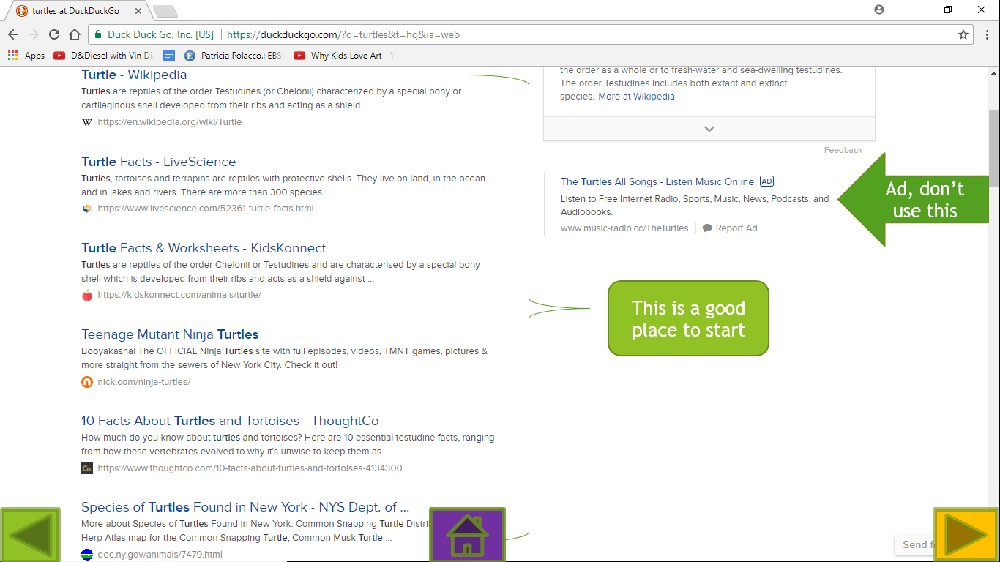 turtles at DuckDuckGo
Duck Duck Go, Inc. [US]
https://duckduckgo.com/?q=turtles&t=hg&ia=web
Apps
D&Diesel with Vin Di
Patricia Polacco.: EBS
Why Kids Love Art -
Turtle - Wikipedia
Turtles are reptiles of the order Testudines (or Chelonii) characterized by a special bony or
cartilaginous shell developed from their ribs and acting as a shield ...
W https://en.wikipedia.org/wiki/Turtle
Turtle Facts - LiveScience
Turtles, tortoises and terrapins are reptiles with protective shells. They live on land, in the ocean
and in lakes and rivers. There are more than 300 species.
https://www.livescience.com/52361-turtle-facts.html
Turtle Facts & Worksheets - KidsKonnect
Turtles are reptiles of the order Chelonii or Testudines and are characterised by a special bony
shell which is developed from their ribs and acts as a shield against ...
https://kidskonnect.com/animals/turtle/
Teenage Mutant Ninja Turtles
Booyakasha! The OFFICIAL Ninja Turtles site with full episodes, videos, TMNT games, pictures &
more straight from the sewers of New York City. Check it out!
nick.com/ninja-turtles/
10 Facts About Turtles and Tortoises - ThoughtCo
How much do you know about turtles and tortoises? Here are 10 essential testudine facts, ranging
from how these vertebrates evolved to why it's unwise to keep them as ...
Co. https://www.thoughtco.com/10-facts-about-turtles-and-tortoises-4134300
Species of Turtles Found in New York - NYS Dept. of ...
More about Species of Turtles Found in New York: Common Snapping Turtle Distri
Herp Atlas map for the Common Snapping Turtle; Common Musk Turtle ...
dec.ny.gov/animals/7479.html
the order as a whole or to fresh-water and sea-dwelling testudines.
The order Testudines includes both extant and extinct
species. More at Wikipedia
Feedback
The Turtles All Songs - Listen Music Online AD
Listen to Free Internet Radio, Sports, Music, News, Podcasts, and
Audiobooks.
www.music-radio.cc/TheTurtles
Report Ad
Ad, don't
use this
This is a good
place to start
Send